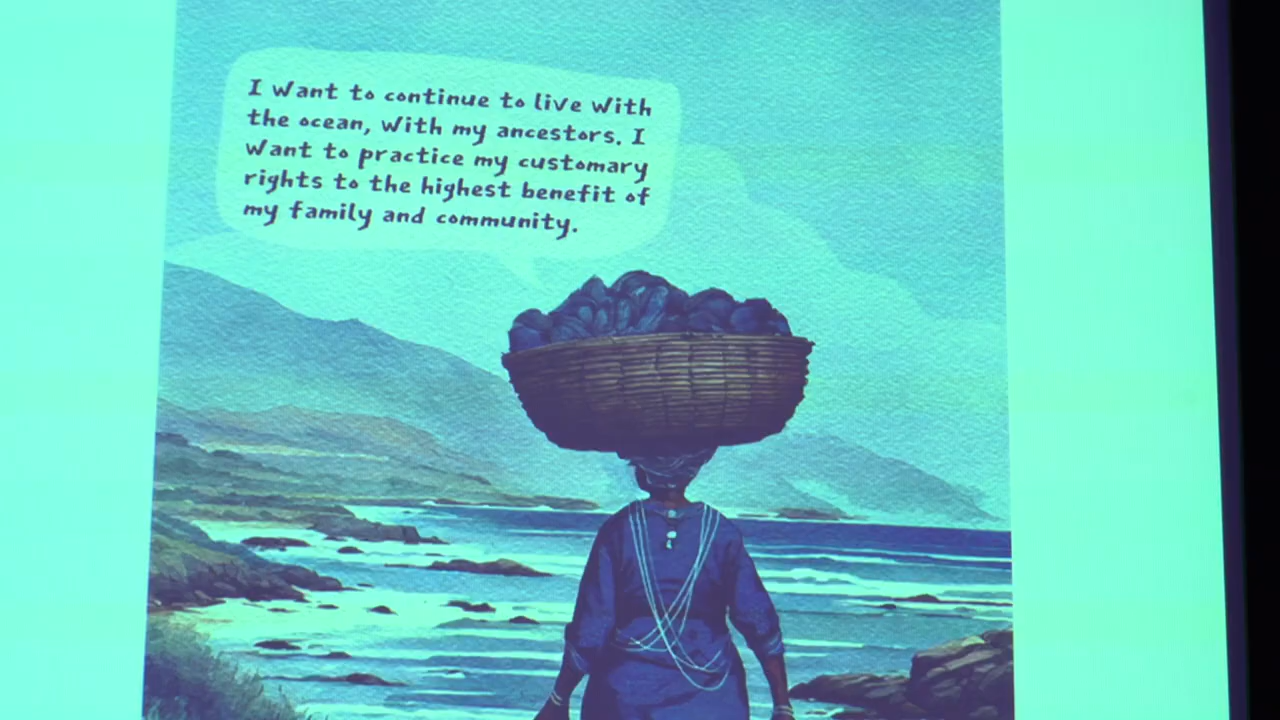 I want to continue to live with
the ocean, with my ancestors. I
want to practice my customary
rights to the highest benefit of
my family and community.